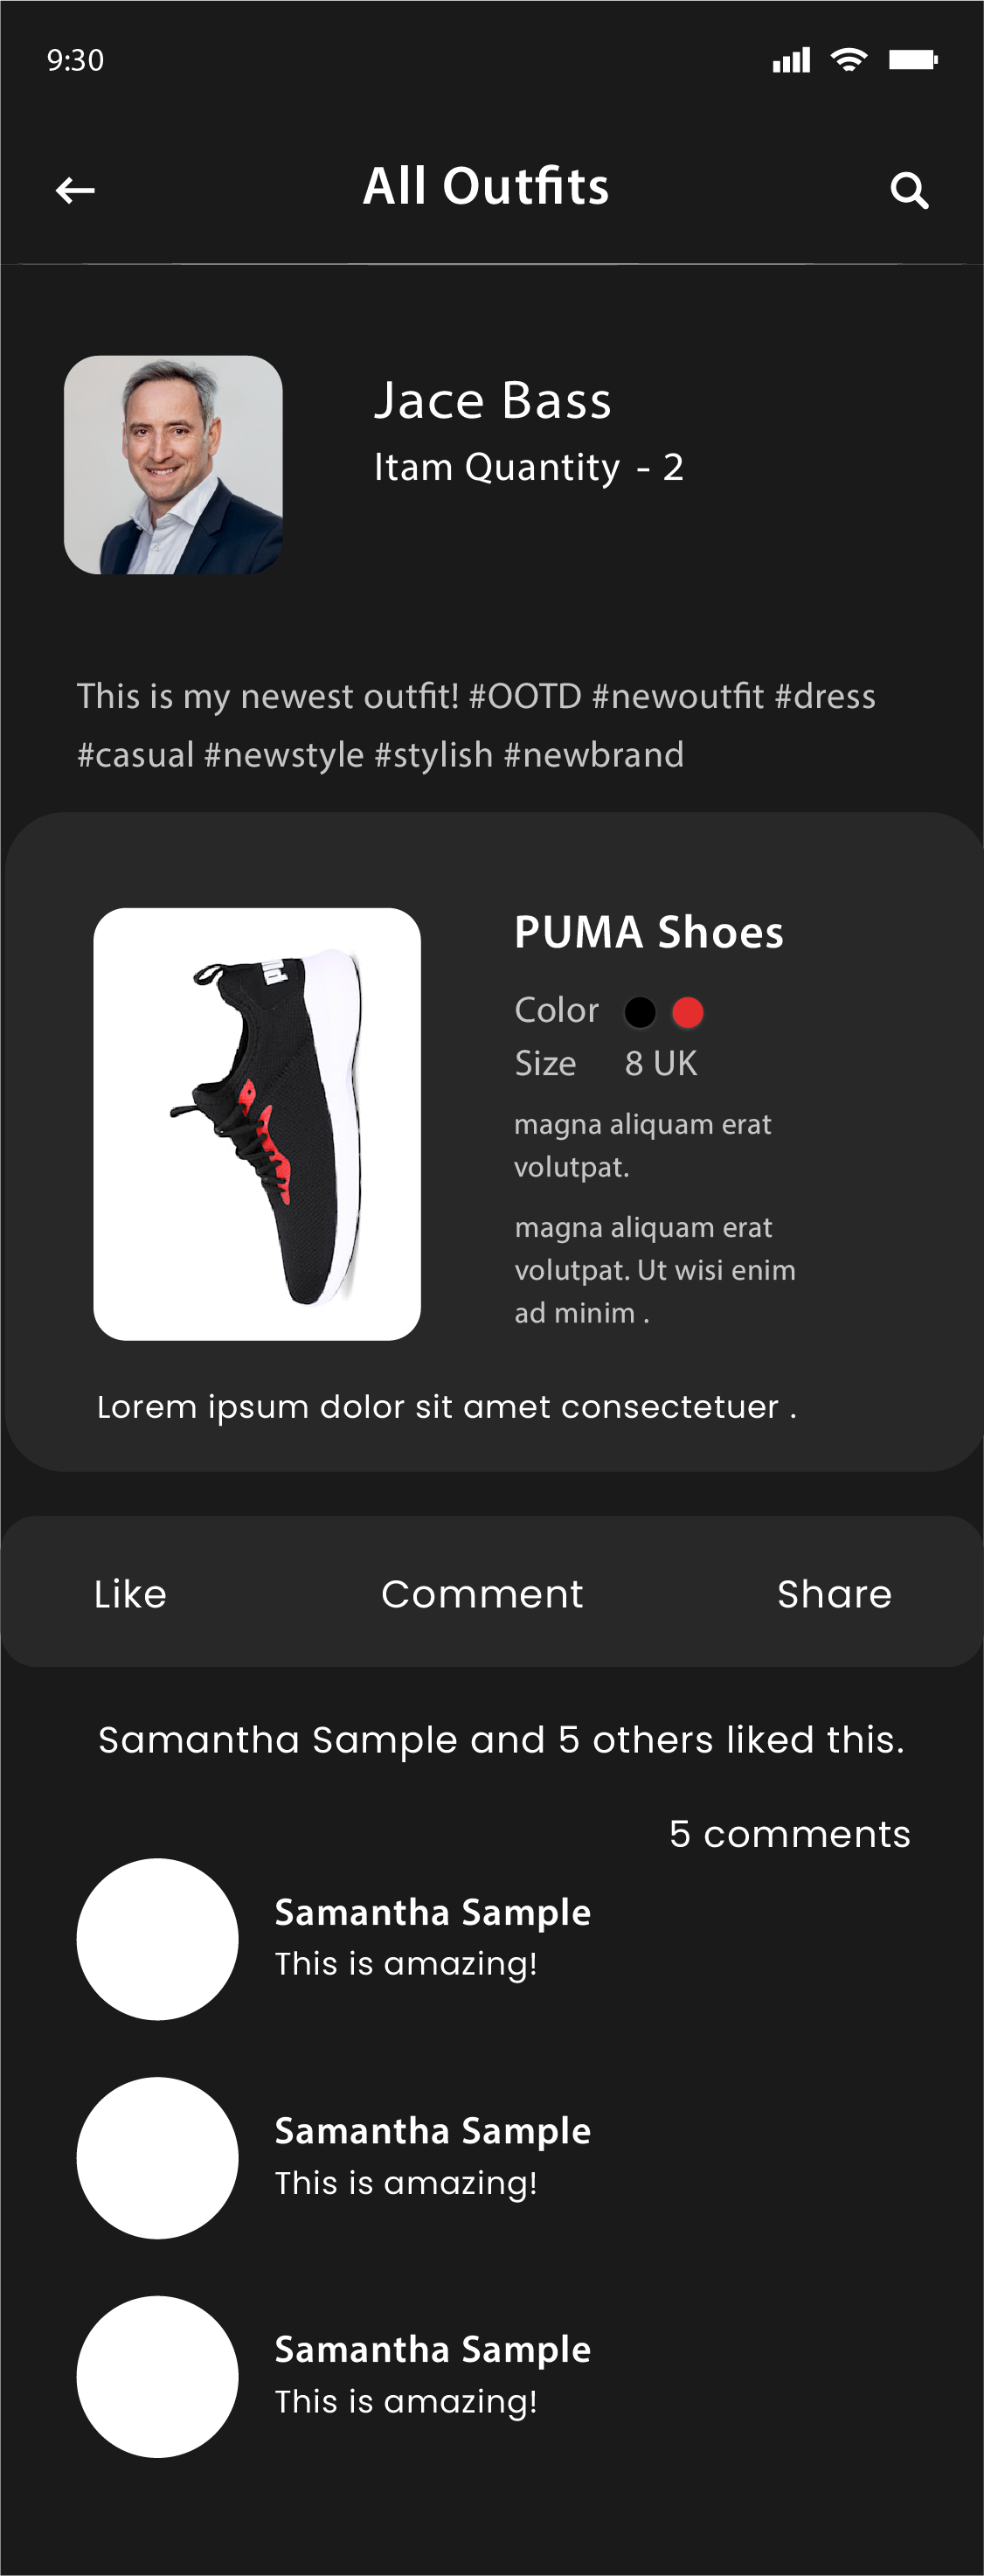 9:30
All Outfits
Jace Bass
Itam Quantity - 2
This is my newest outfit! #OOTD #newoutfit #dress
#casual #newstyle #stylish #newbrand
PUMA Shoes
Color
Size 8 UK
magna aliquam erat
volutpat.
magna aliquam erat
volutpat. Ut wisi enim
ad minim .
Lorem ipsum dolor sit amet consectetuer .
Like Comment Share
Samantha Sample and 5 others liked this.
5 comments
Samantha Sample
This is amazing!
Samantha Sample
This is amazing!
Samantha Sample
This is amazing!